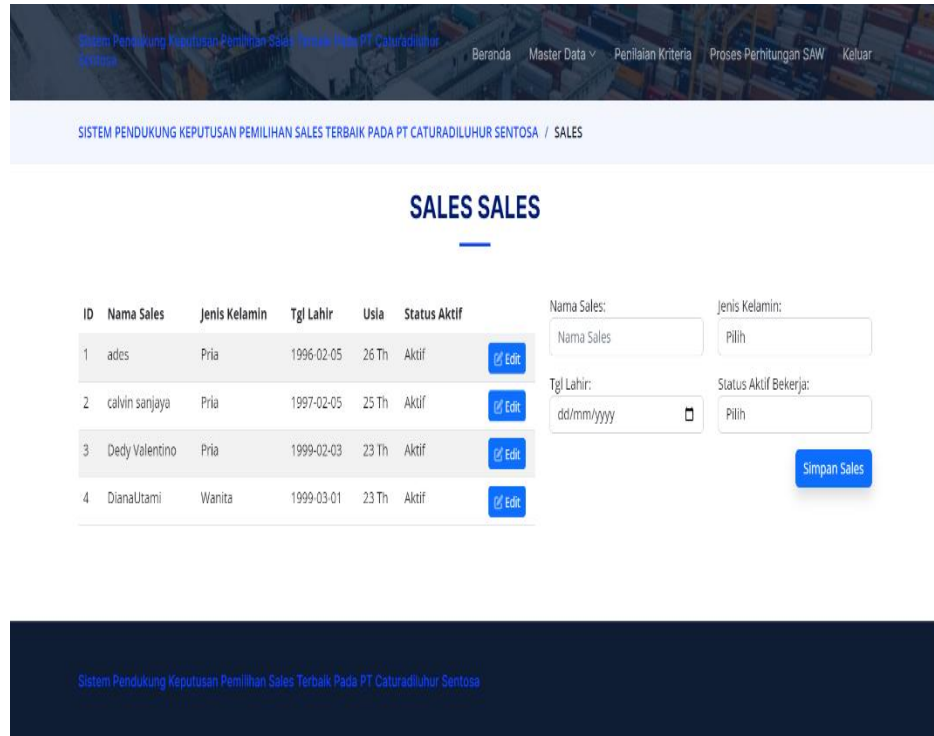 Sistem Pendukung Keputusan Pemilihan Sales Terbaik Pada PT Caturadiluhur
Sentosa
Beranda Master Data Penilaian Kriteria Proses Perhitungan SAW Keluar
SISTEM PENDUKUNG KEPUTUSAN PEMILIHAN SALES TERBAIK PADA PT CATURADILUHUR SENTOSA / SALES
SALES SALES
ID Nama Sales Jenis Kelamin Tgl Lahir Usia Status Aktif
1 ades Pria 1996-02-05 26 Th Aktif Edit
2 calvin sanjaya Pria 1997-02-05 25 Th Aktif Edit
3 Dedy Valentino Pria 1999-02-03 23 Th Aktif Edit
4 DianaUtami Wanita 1999-03-01 23 Th Aktif Edit
Nama Sales: Jenis Kelamin:
Nama Sales Pilih
Tgl Lahir: Status Aktif Bekerja:
dd/mm/yyyy Pilih
Simpan Sales
Sistem Pendukung Keputusan Pemilihan Sales Terbaik Pada PT Caturadiluhur Sentosa